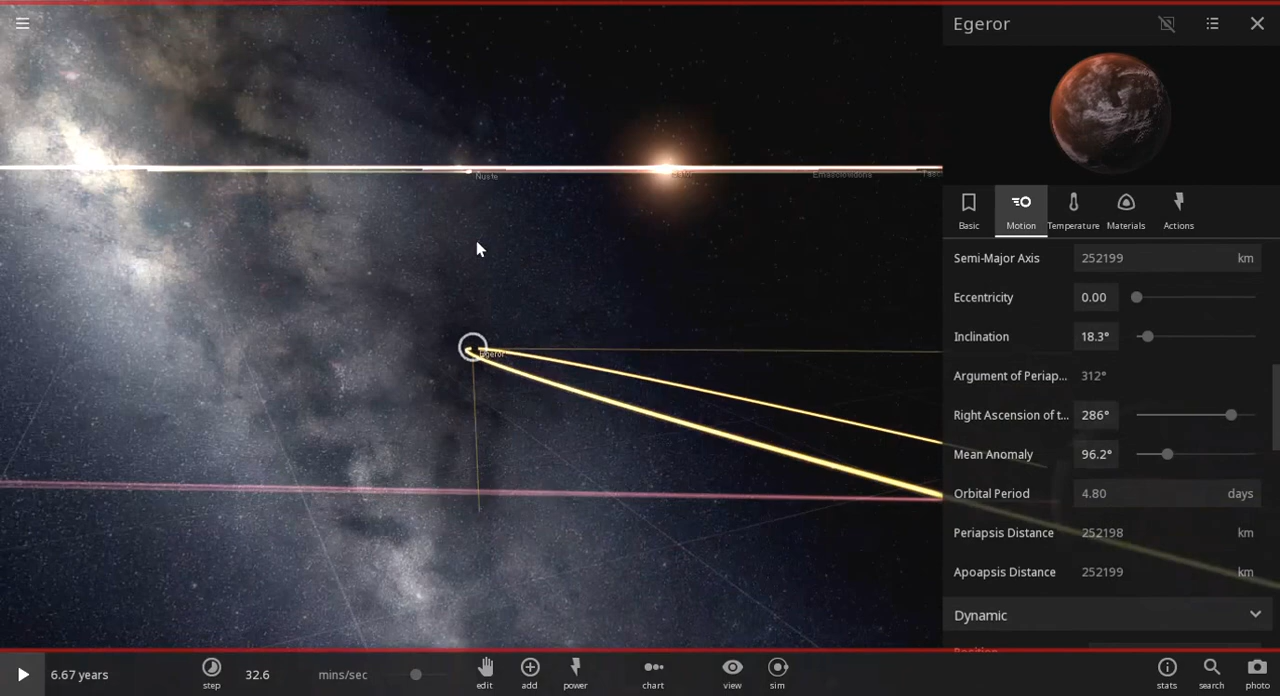 Egeror
Nuste
Emasclowidona
Egeror
Basic
Motion
Temperature
Materials
Actions
Semi-Major Axis 252199 km
Eccentricity 0.00
Inclination 18.3°
Argument of Periap... 312°
Right Ascension of t... 286°
Mean Anomaly 96.2°
Orbital Period 4.80 days
Periapsis Distance 252198 km
Apoapsis Distance 252199 km
Dynamic
6.67 years
step
32.6 mins/sec
edit
add
power
chart
view
sim
stats
search
photo